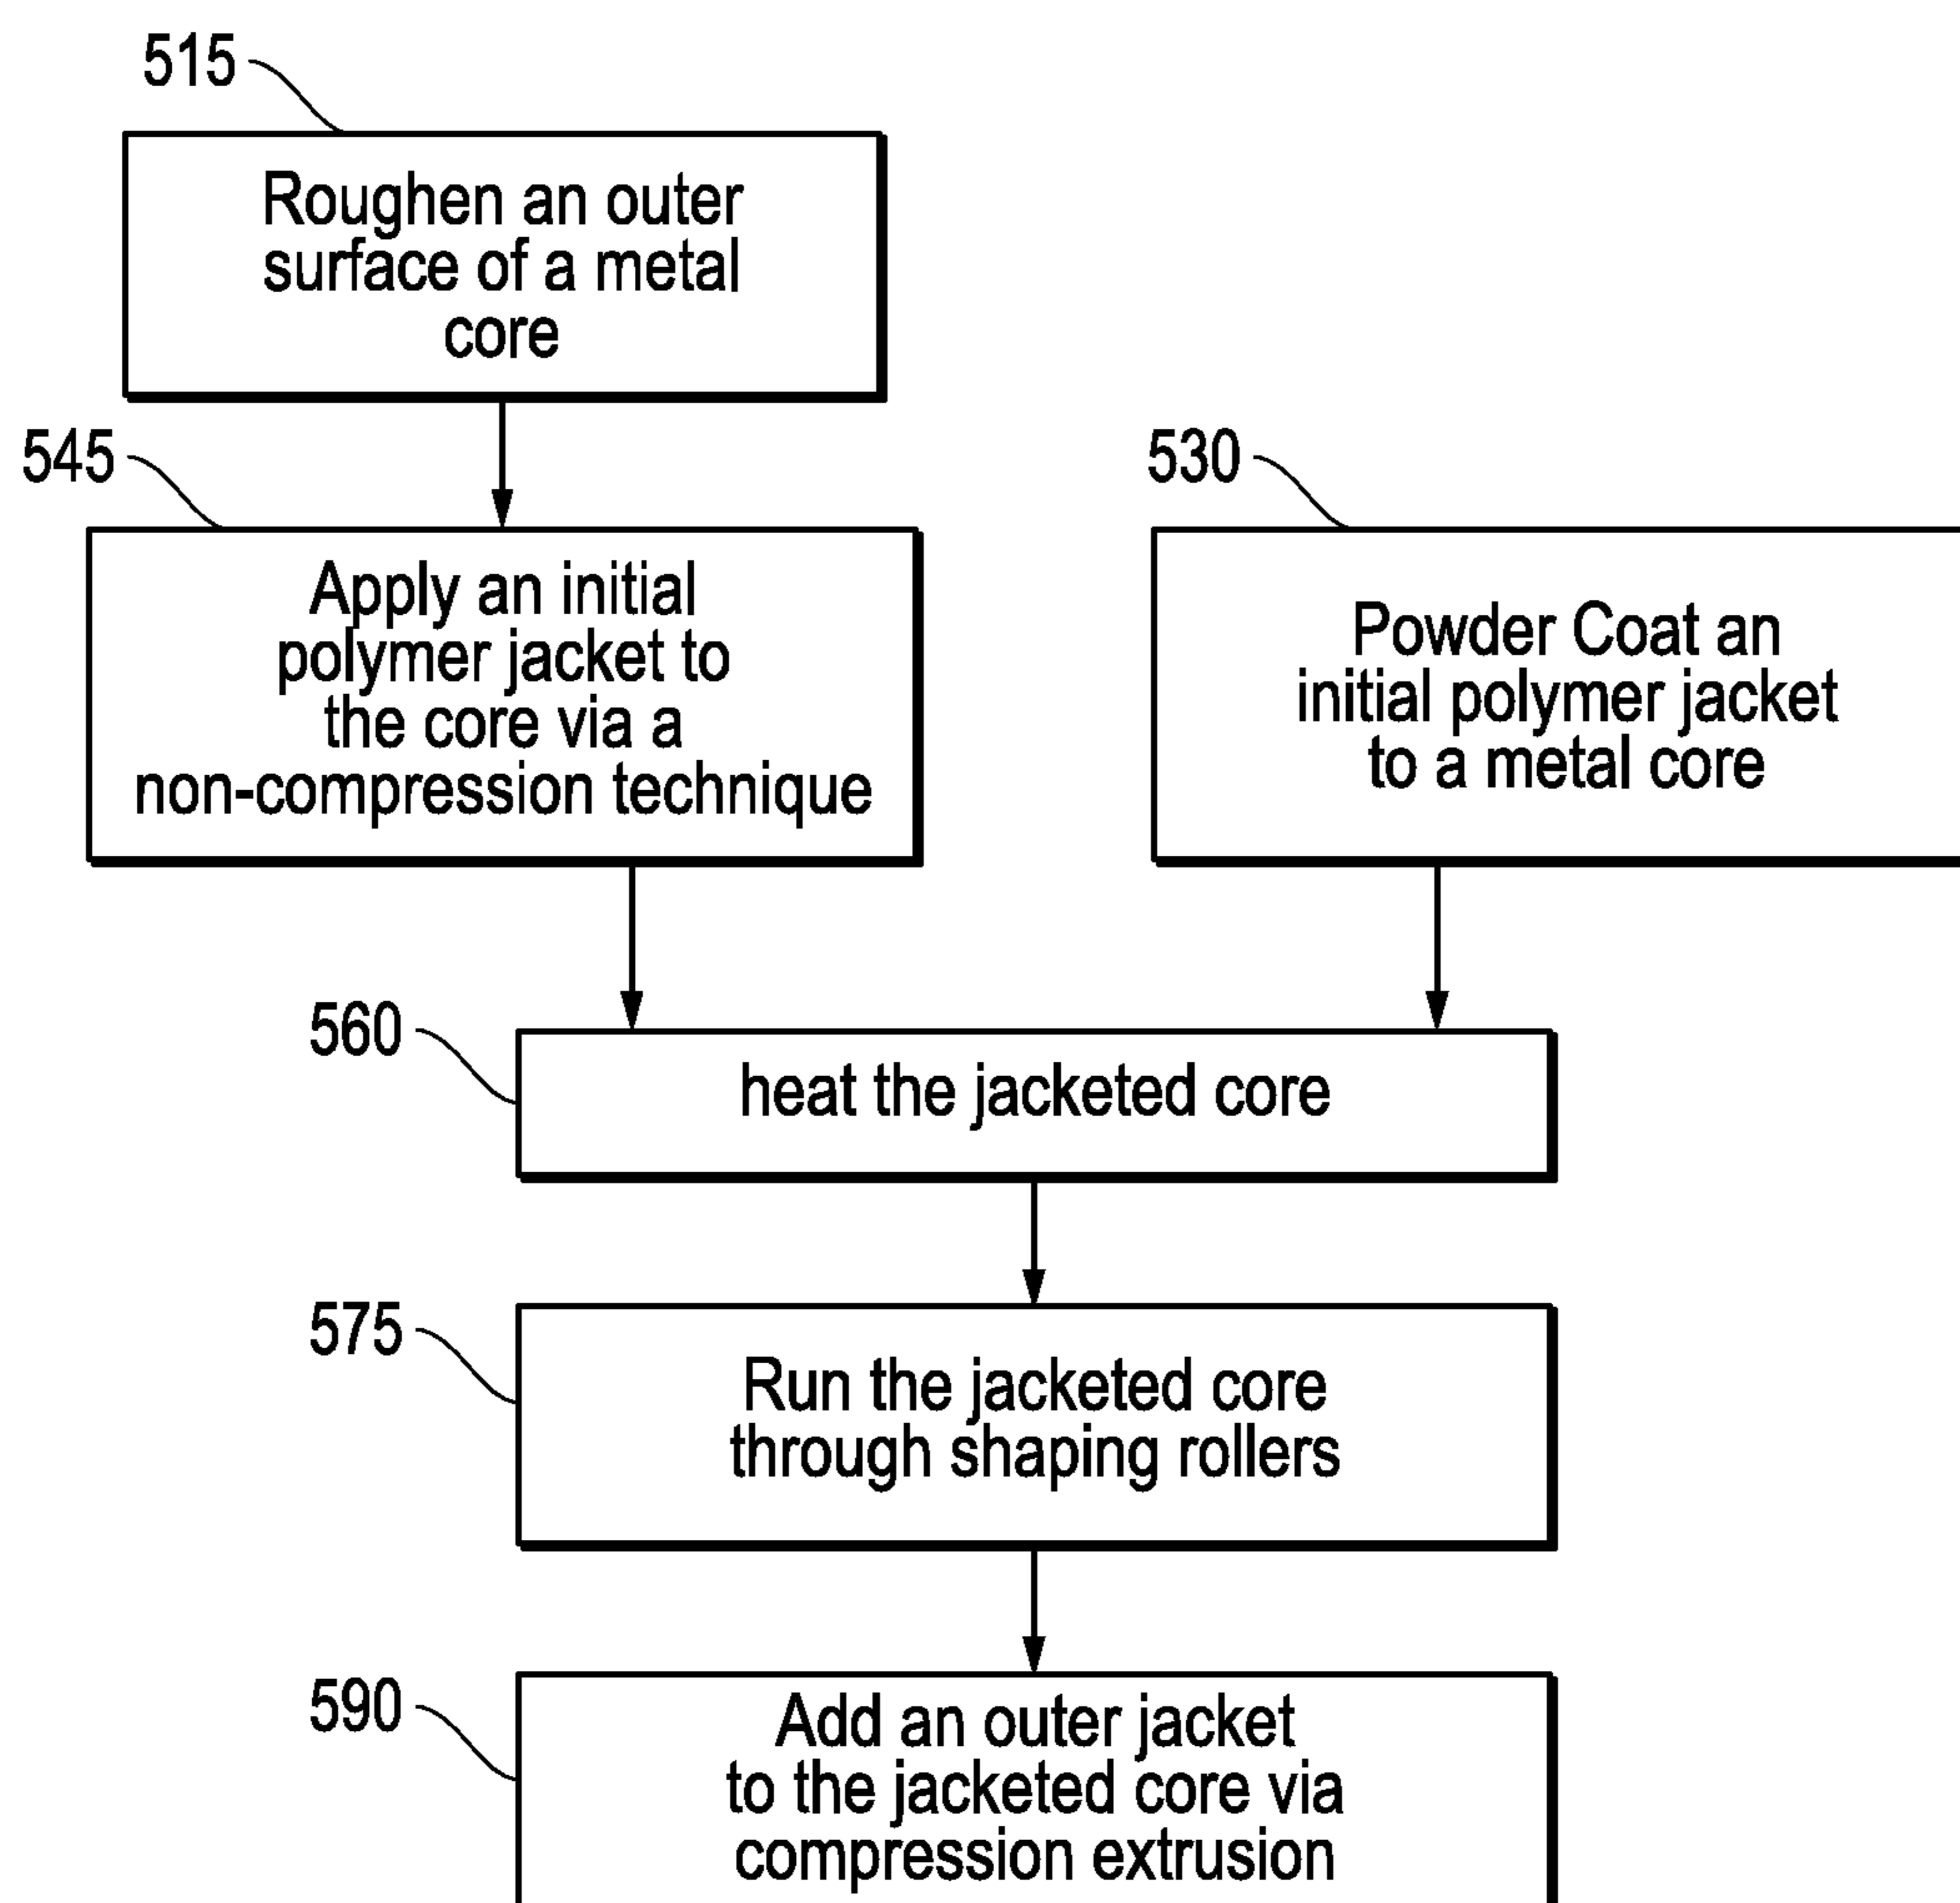 515
Roughen an outer
surface of a metal
core
545
Apply an initial
polymer jacket to
the core via a
non-compression technique
530
Powder Coat an
initial polymer jacket
to a metal core
560
heat the jacketed core
575
Run the jacketed core
through shaping rollers
590
Add an outer jacket
to the jacketed core via
compression extrusion